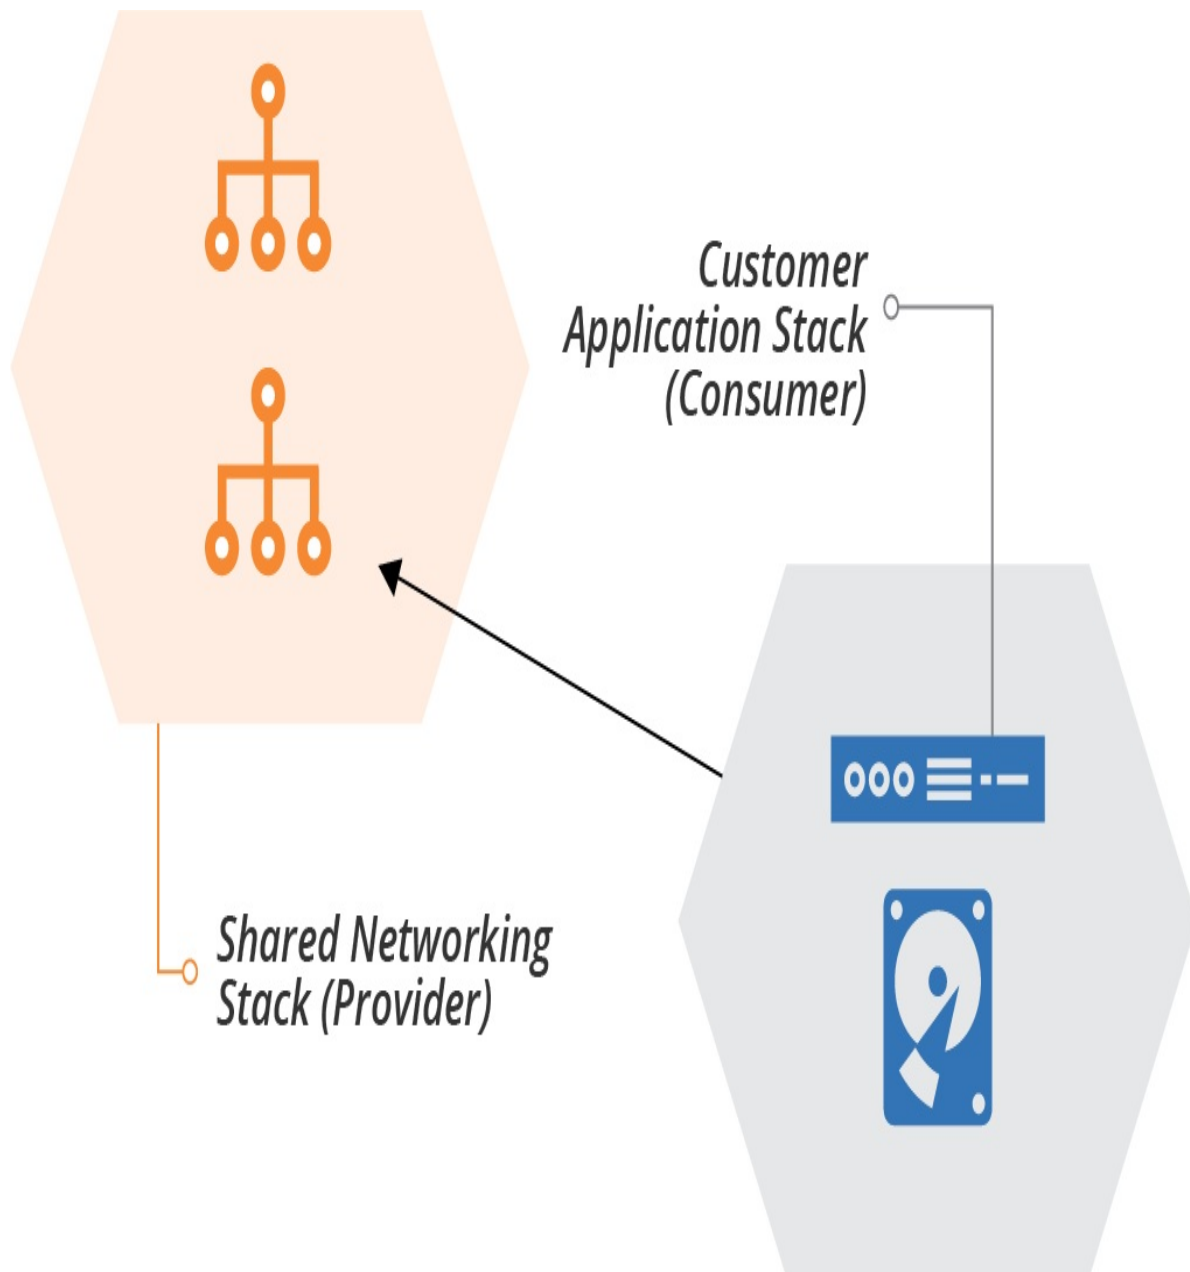 Customer
Application Stack
(Consumer)
Shared Networking
Stack (Provider)